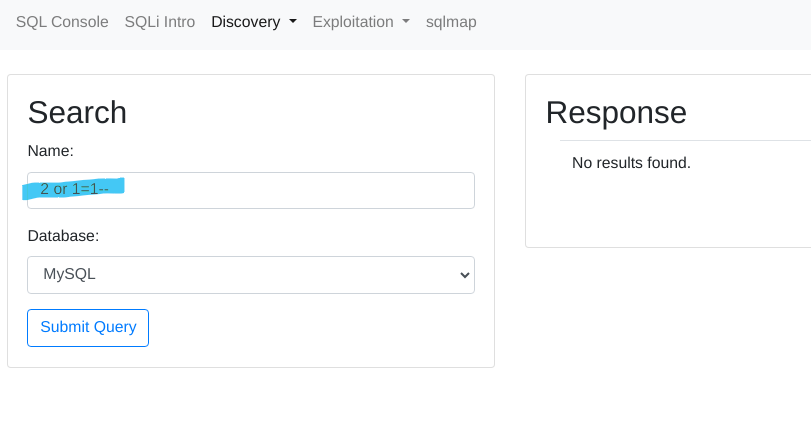 SQL Console SQLi Intro Discovery Exploitation sqlmap
Search
Name:
2 or 1=1--
Database:
MySQL
Submit Query
Response
No results found.